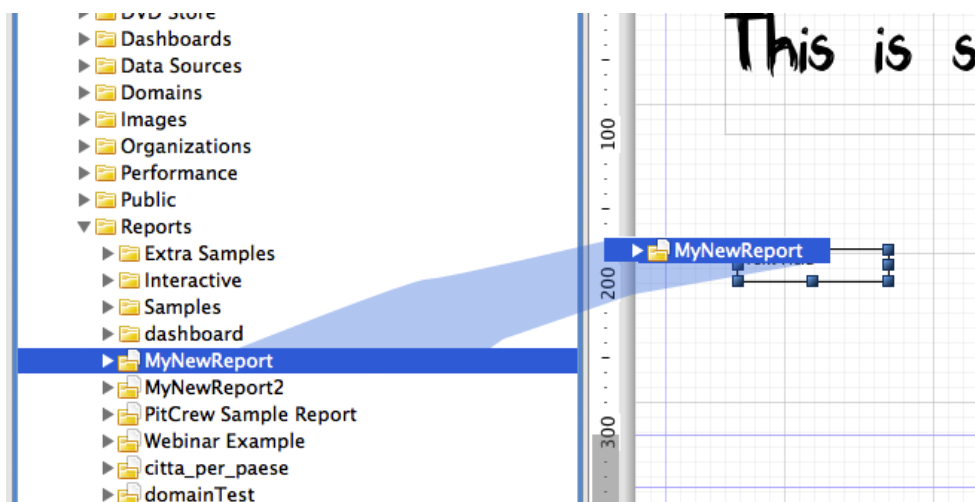 DVD Store
Dashboards
Data Sources
Domains
Images
Organizations
Performance
Public
Reports
Extra Samples
Interactive
Samples
dashboard
MyNewReport
MyNewReport2
PitCrew Sample Report
Webinar Example
citta_per_paese
domainTest
100
200
300
This is s
MyNewReport